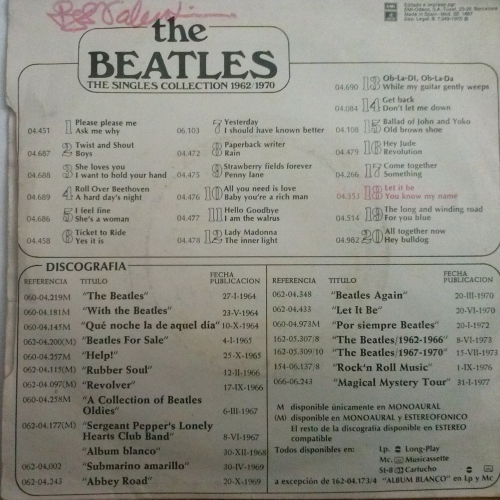 the
BEATLES
THE SINGLES COLLECTION 1962/1970
04.451 1 Please please me
Ask me why
04.687 2 Twist and Shout
Boys
04.688 3 She loves you
I want to hold your hand
04.689 4 Roll Over Beethoven
A hard day's night
04.686 5 I feel fine
She's a woman
04.458 6 Ticket to Ride
Yes it is
06.103 7 Yesterday
I should have known better
04.472 8 Paperback writer
Rain
04.475 9 Strawberry fields forever
Penny Jane
04.476 10 All you need is love
Baby you're a rich man
04.477 11 Hello Goodbye
I am the walrus
04.478 12 Lady Madonna
The inner light
04.690 13 Ob-La-Di, Ob-La-Da
While my guitar gently weeps
04.084 14 Get back
Don't let me down
04.108 15 Ballad of John and Yoko
Old brown shoe
04.479 16 Hey Jude
Revolution
04.266 17 Come together
Something
04.353 18 Let it be
You know my name
04.514 19 The long and winding road
For you blue
04.982 20 All together now
Hey bulldog
DISCOGRAFIA
REFERENCIA TITULO FECHA PUBLICACION
060-04.219M "The Beatles" 27-I-1964
060-04.181M "With the Beatles" 23-V-1964
060-04.145M "Qué noche la de aquel día" 10-X-1964
062-04.200(M) "Beatles For Sale" 4-I-1965
060-04.257M "Help!" 25-X-1965
062-04.115(M) "Rubber Soul" 12-II-1966
062-04.097(M) "Revolver" 17-IX-1966
060-04.258M "A Collection of Beatles
Oldies" 6-III-1967
062-04.177(M) "Sergeant Pepper's Lonely
Hearts Club Band" 8-VI-1967
"Album blanco" 30-XII-1968
062-04.002 "Submarino amarillo" 30-IV-1969
062-04.243 "Abbey Road" 20-X-1969
REFERENCIA TITULO FECHA PUBLICACION
062-04.348 "Beatles Again" 20-III-1970
062-04.433 "Let It Be" 20-VI-1970
060-04.973M "Por siempre Beatles" 20-I-1972
162-05.307/8 "The Beatles/1962-1966" 8-VI-1973
162-05.309/10 "The Beatles/1967-1970" 15-VII-1973
154-06.137/8 "Rock'n Roll Music" 1-IX-1976
066-06.243 "Magical Mystery Tour" 31-I-1977
M disponible únicamente en MONOAURAL
(M) disponible en MONOAURAL y ESTEREOFONICO
El resto de la discografía disponible en ESTEREO
compatible
Todos disponibles en: Lp. Long-Play
Mc. Musicassette
St-8 Cartucho
a excepción de 162-04.173/4 "ALBUM BLANCO" en Lp y Mc